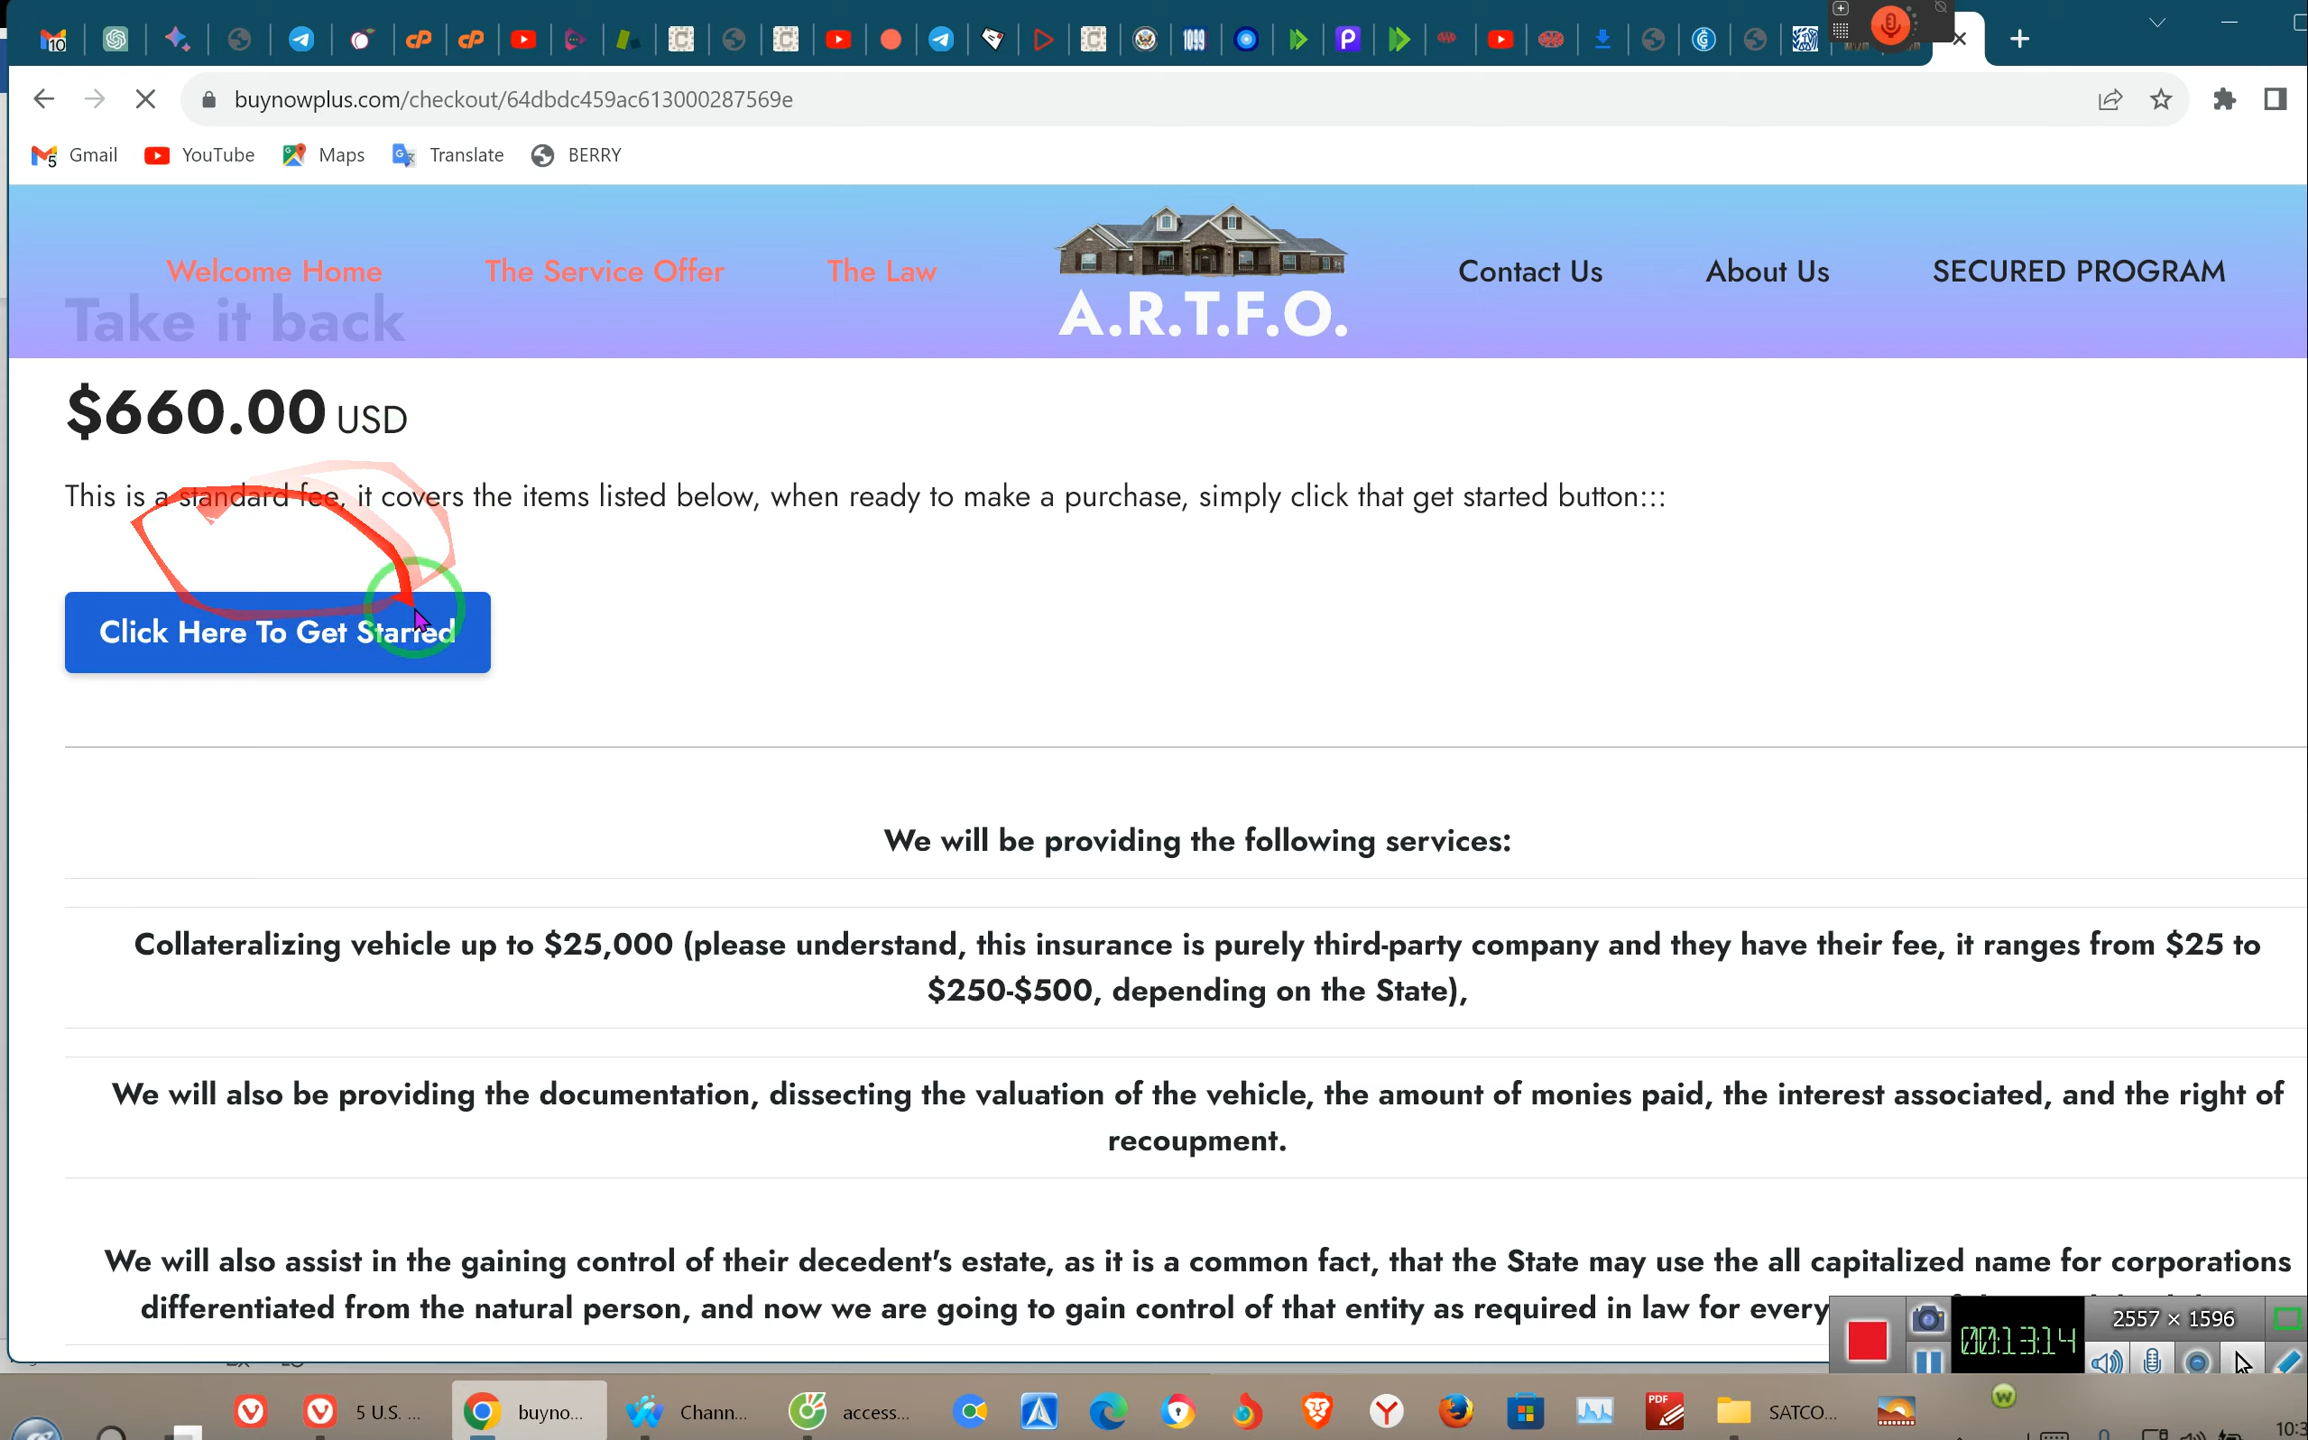 10
1099
buynowplus.com/checkout/64dbdc459ac613000287569e
5
Gmail
YouTube
Maps
Translate
BERRY
Welcome Home
The Service Offer
The Law
A.R.T.F.O.
Contact Us
About Us
SECURED PROGRAM
Take it back
$660.00 USD
This is a standard fee, it covers the items listed below, when ready to make a purchase, simply click that get started button:::
Click Here To Get Started
We will be providing the following services:
Collateralizing vehicle up to $25,000 (please understand, this insurance is purely third-party company and they have their fee, it ranges from $25 to
$250-$500, depending on the State),
We will also be providing the documentation, dissecting the valuation of the vehicle, the amount of monies paid, the interest associated, and the right of
recoupment.
We will also assist in the gaining control of their decedent's estate, as it is a common fact, that the State may use the all capitalized name for corporations
differentiated from the natural person, and now we are going to gain control of that entity as required in law for every
00:13:14
2557 × 1596
5 U.S. ...
buyno...
Chann...
access...
PDF
SATCO...
10:3